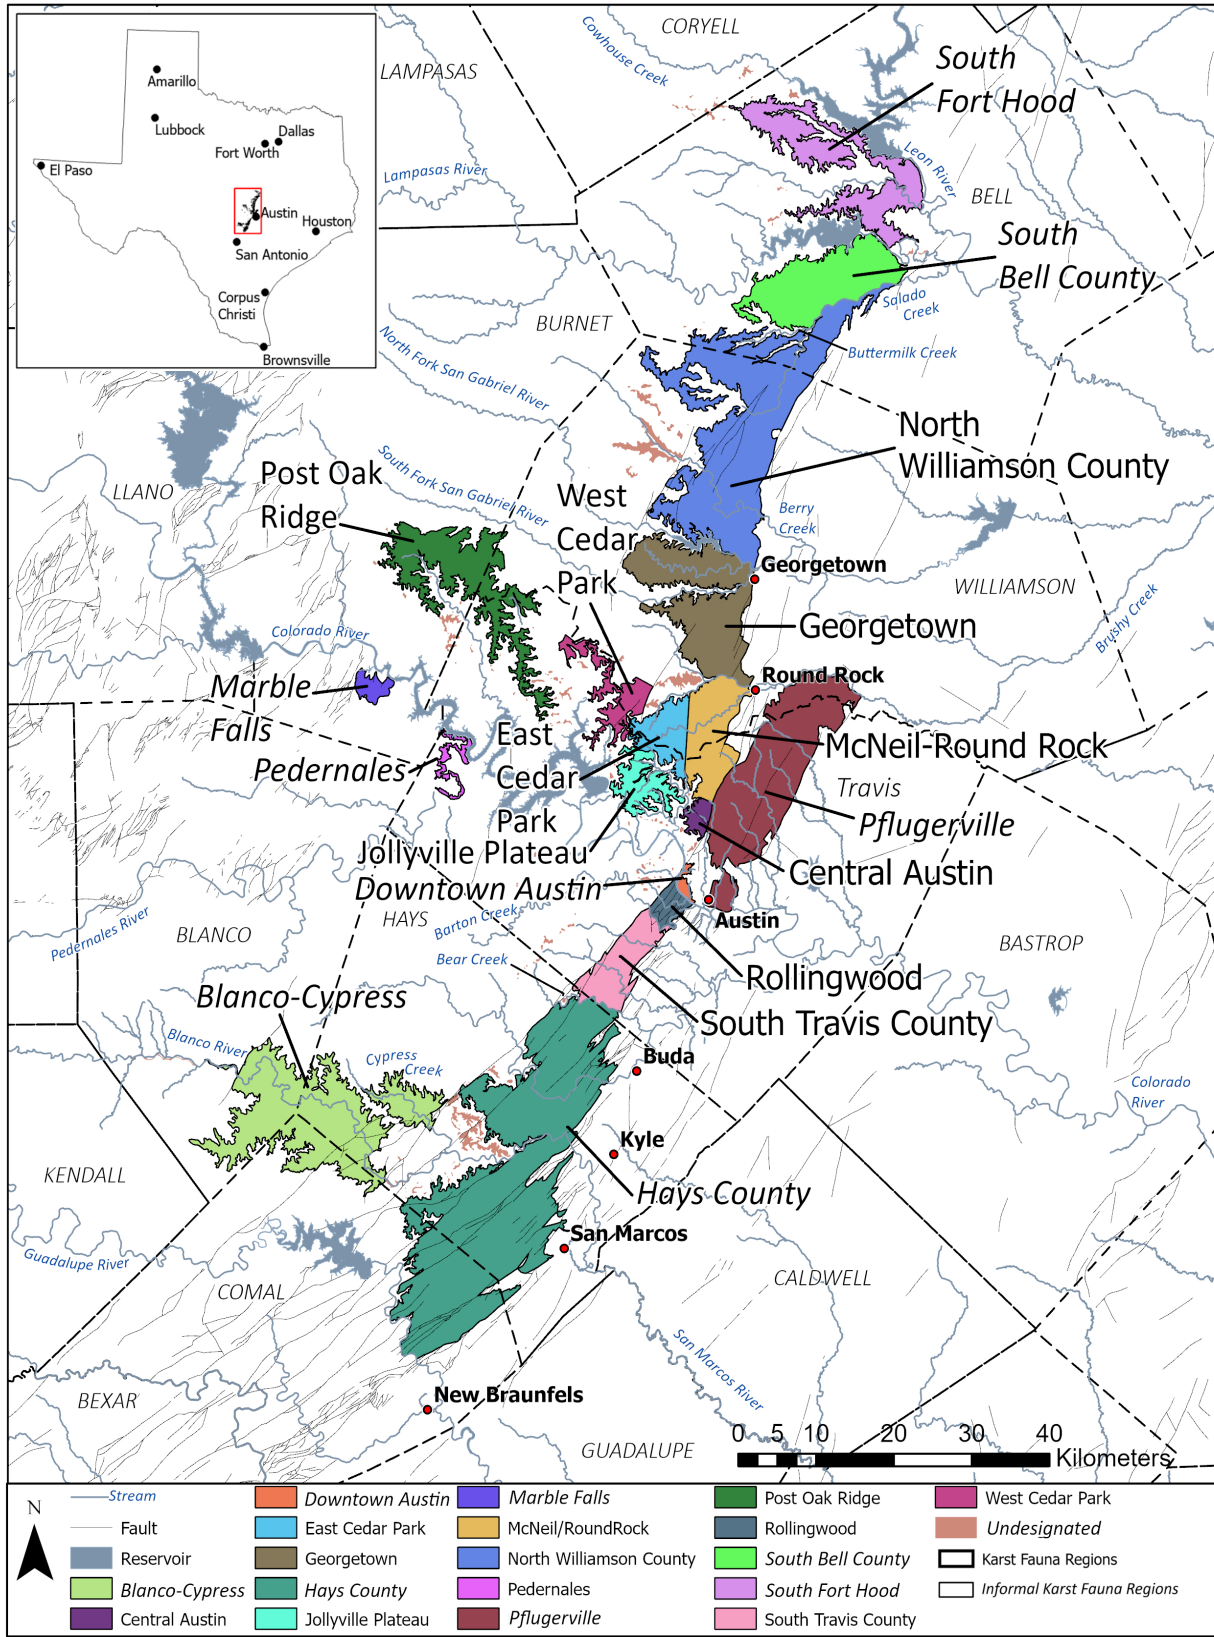 CORYELL
Cowhouse Creek
LAMPASAS
South
Fort Hood
Amarillo
Lubbock
Dallas
Fort Worth
El Paso
Austin
Houston
San Antonio
Corpus
Christi
Brownsville
Lampasas River
Leon River
BELL
South
Bell County
Salado
Creek
BURNET
Buttermilk Creek
North Fork San Gabriel River
North
Williamson County
South Fork San Gabriel River
Post Oak
Ridge
LLANO
West
Cedar
Park
Berry
Creek
Georgetown
WILLIAMSON
Brushy Creek
Georgetown
Colorado River
Round Rock
Marble
Falls
East
Cedar
Park
McNeil-Round Rock
Pedernales
Travis
Pflugerville
Jollyville Plateau
Central Austin
Downtown Austin
HAYS
Barton Creek
Austin
Pedernales River
BLANCO
BASTROP
Bear Creek
Rollingwood
Blanco-Cypress
South Travis County
Blanco River
Cypress
Creek
Buda
Colorado
River
Kyle
KENDALL
Hays County
San Marcos
Guadalupe River
COMAL
CALDWELL
San Marcos River
BEXAR
New Braunfels
GUADALUPE
0 5 10 20 30 40
Kilometers
N
Stream
Fault
Reservoir
Blanco-Cypress
Central Austin
Downtown Austin
East Cedar Park
Georgetown
Hays County
Jollyville Plateau
Marble Falls
McNeil/RoundRock
North Williamson County
Pedernales
Pflugerville
Post Oak Ridge
Rollingwood
South Bell County
South Fort Hood
South Travis County
West Cedar Park
Undesignated
Karst Fauna Regions
Informal Karst Fauna Regions